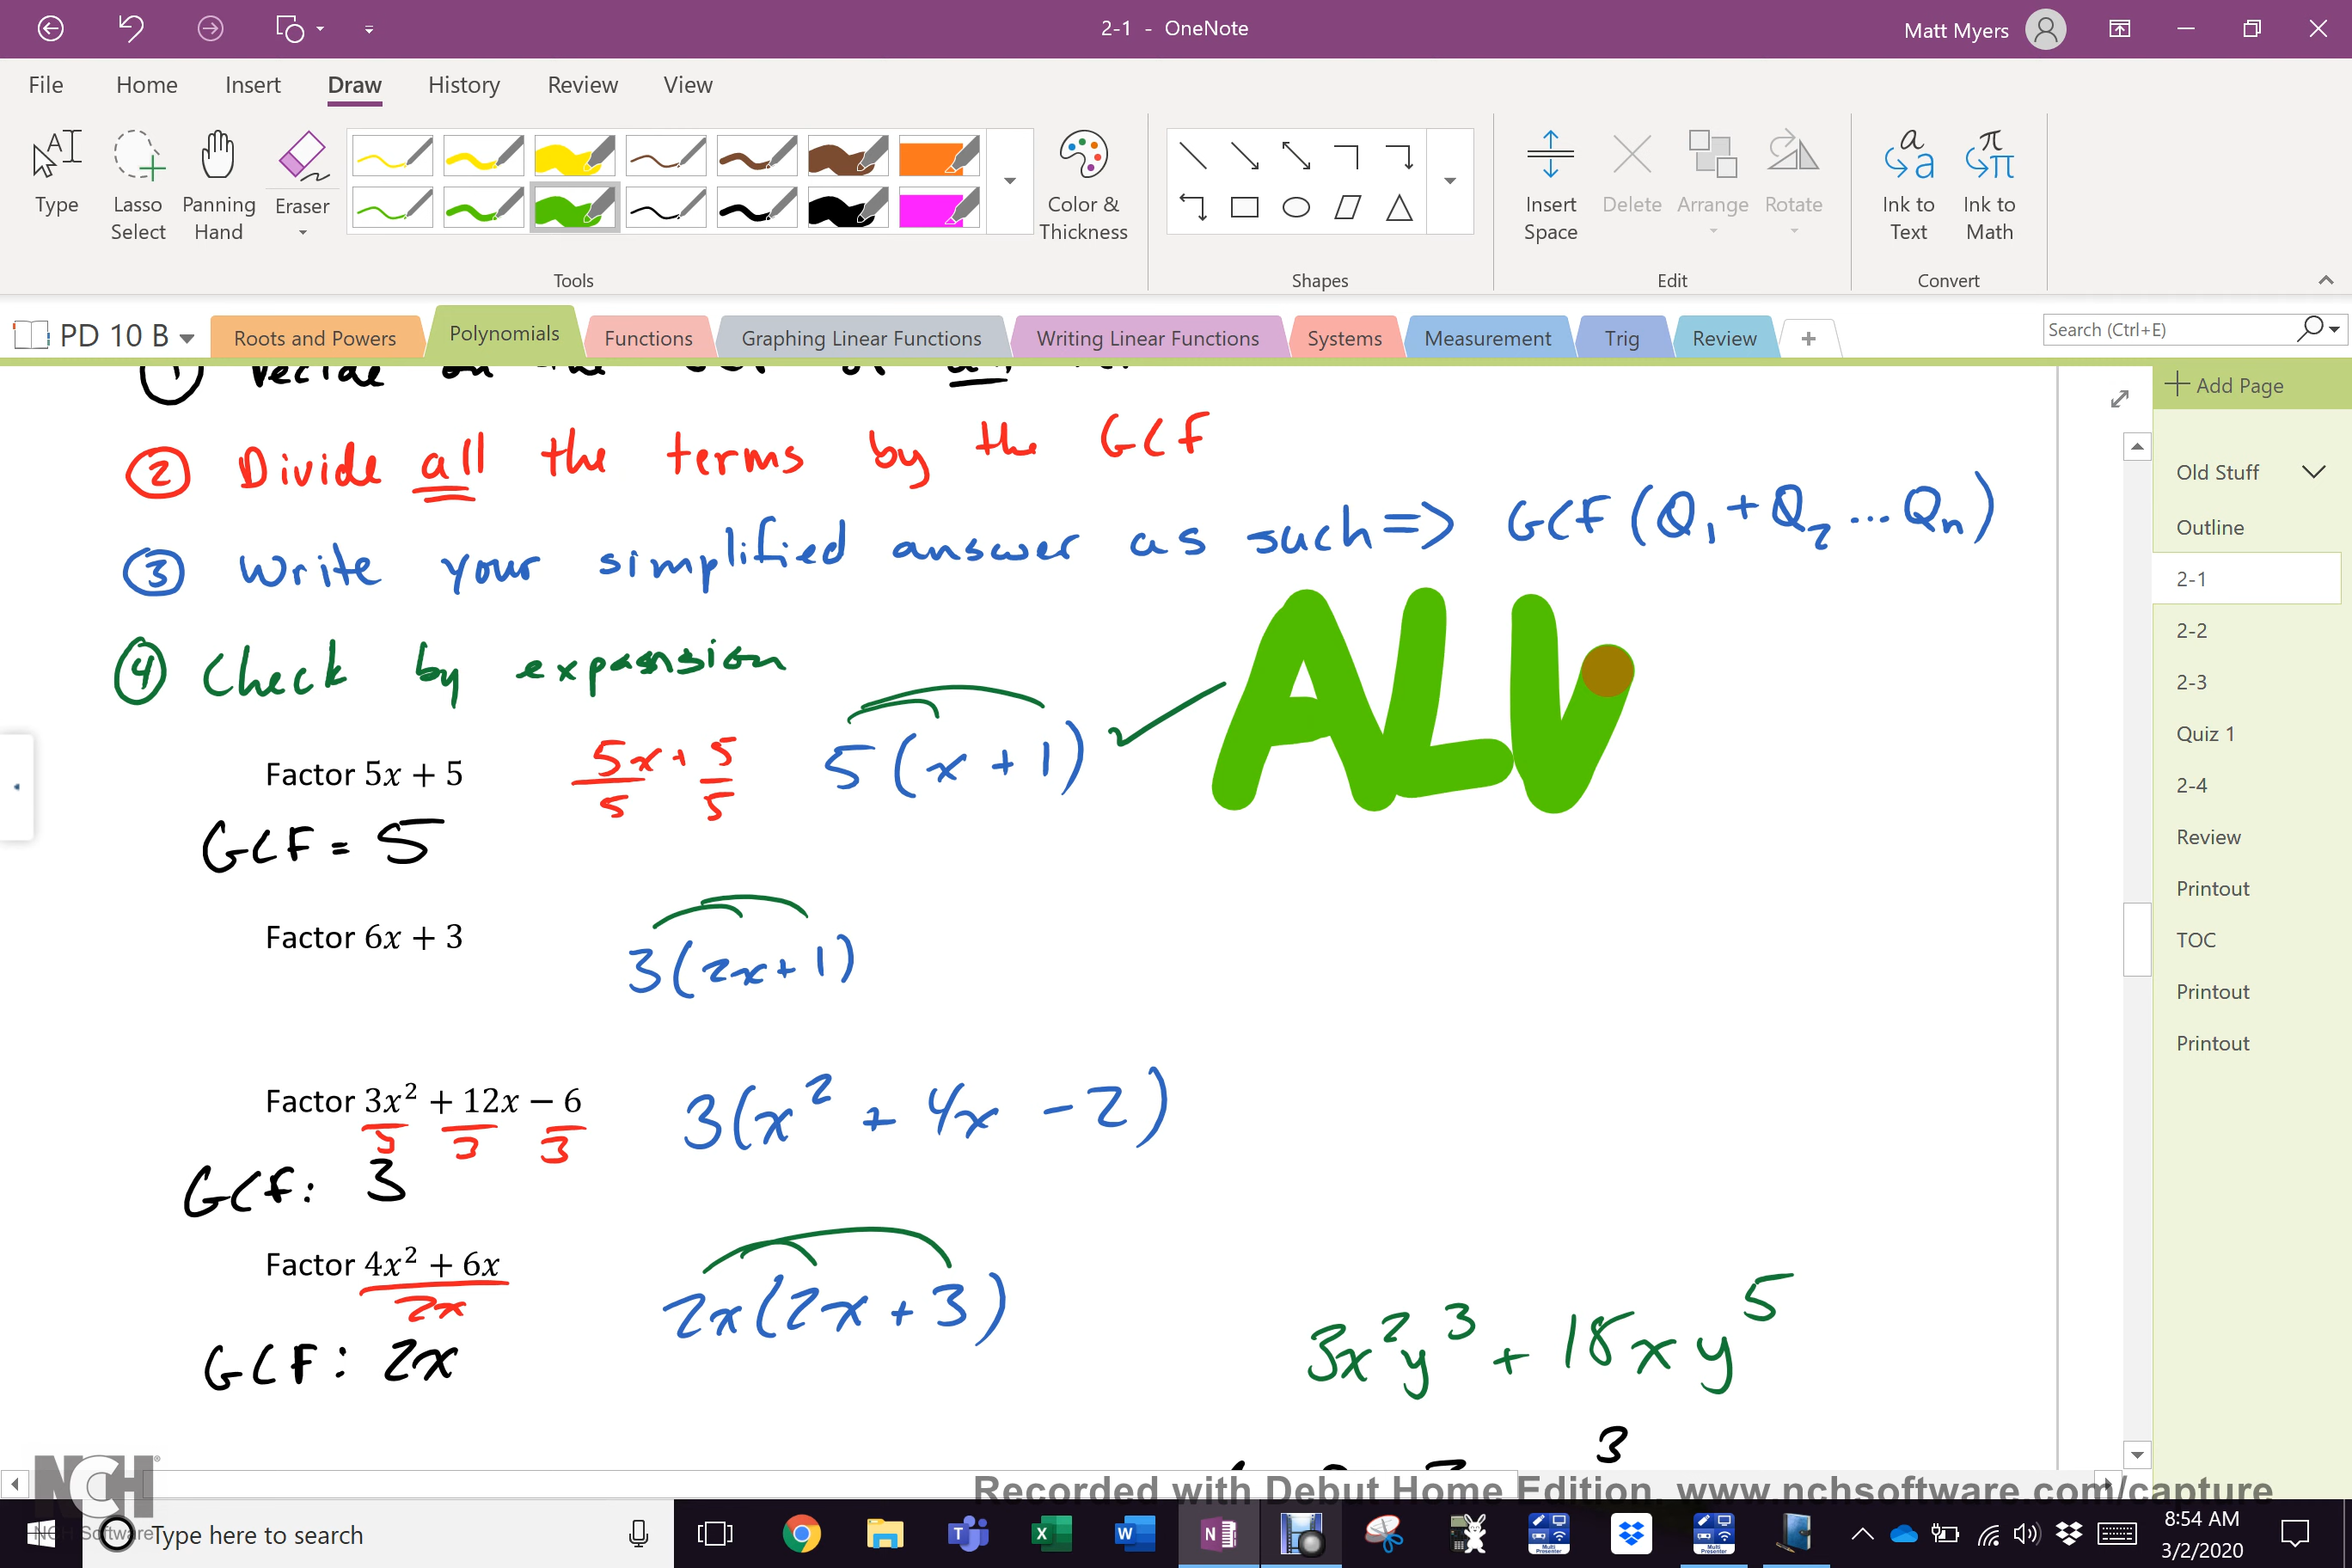 2-1 - OneNote
Matt Myers
File Home Insert Draw History Review View
Type
Lasso Select
Panning Hand
Eraser
Color & Thickness
Insert Space
Delete
Arrange
Rotate
Ink to Text
Ink to Math
Tools
Shapes
Edit
Convert
PD 10 B
Roots and Powers
Polynomials
Functions
Graphing Linear Functions
Writing Linear Functions
Systems
Measurement
Trig
Review
Search (Ctrl+E)
② Divide all the terms by the GCF
③ Write your simplified answer as such => GCF (Q₁ + Q₂ ... Qn)
④ Check by expansion
ALV
Factor 5x + 5
5x/5 + 5/5
5(x + 1) ✓
GCF = 5
Factor 6x + 3
3(2x + 1)
Factor 3x² + 12x − 6
3 3 3
3(x² + 4x − 2)
GCF: 3
Factor 4x² + 6x
2x
2x(2x + 3)
GCF: 2x
3x²y³ + 18xy⁵
3
Add Page
Old Stuff
Outline
2-1
2-2
2-3
Quiz 1
2-4
Review
Printout
TOC
Printout
Printout
NCH
NCH Software
Recorded with Debut Home Edition. www.nchsoftware.com/capture
Type here to search
8:54 AM
3/2/2020